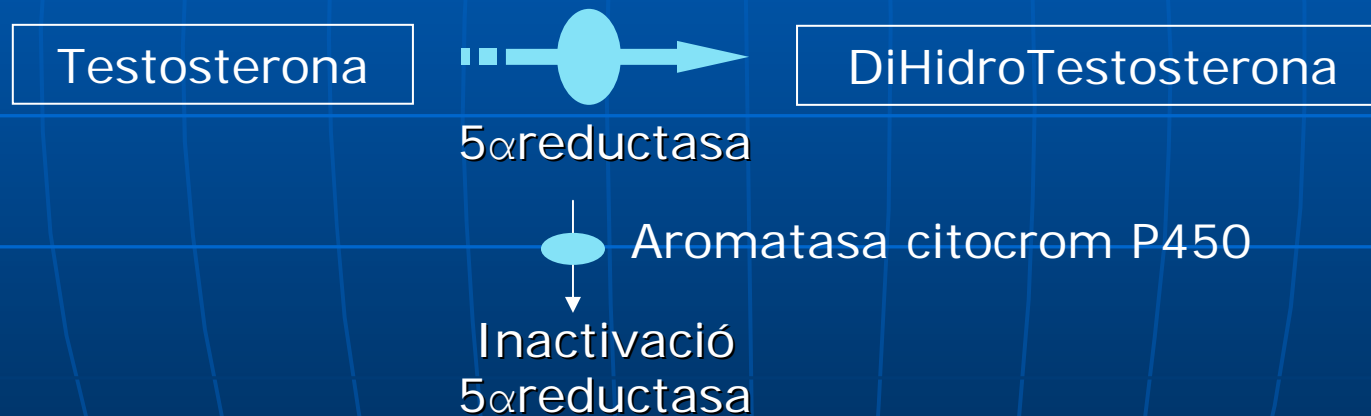 Testosterona
DiHidroTestosterona
5αreductasa
Aromatasa citocrom P450
Inactivació
5αreductasa